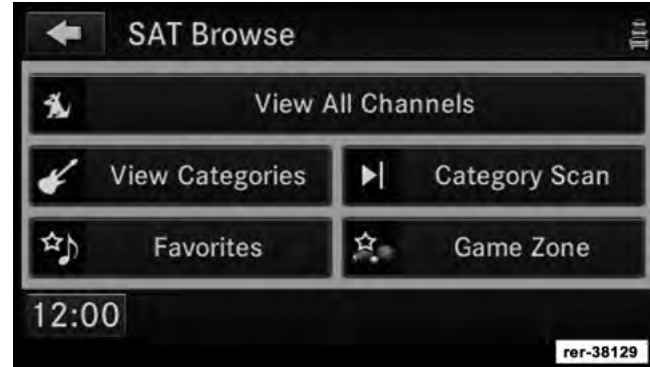 SAT Browse
View All Channels
View Categories
Category Scan
Favorites
Game Zone
12:00
rer-38129